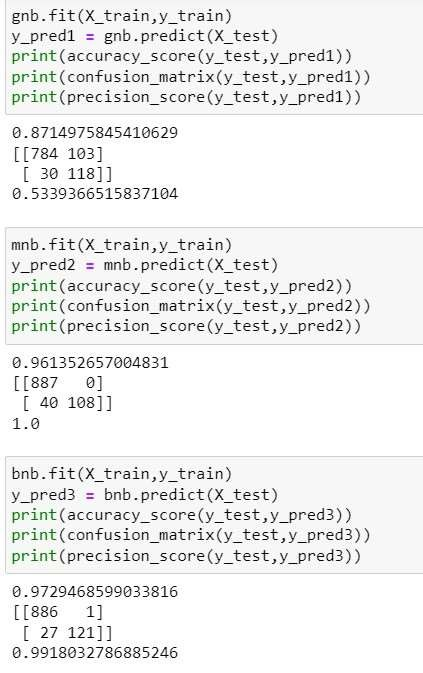 gnb.fit(X_train,y_train)
y_pred1 = gnb.predict(X_test)
print(accuracy_score(y_test,y_pred1))
print(confusion_matrix(y_test,y_pred1))
print(precision_score(y_test,y_pred1))
0.8714975845410629
[[784 103]
 [ 30 118]]
0.5339366515837104
mnb.fit(X_train,y_train)
y_pred2 = mnb.predict(X_test)
print(accuracy_score(y_test,y_pred2))
print(confusion_matrix(y_test,y_pred2))
print(precision_score(y_test,y_pred2))
0.961352657004831
[[887   0]
 [ 40 108]]
1.0
bnb.fit(X_train,y_train)
y_pred3 = bnb.predict(X_test)
print(accuracy_score(y_test,y_pred3))
print(confusion_matrix(y_test,y_pred3))
print(precision_score(y_test,y_pred3))
0.9729468599033816
[[886   1]
 [ 27 121]]
0.9918032786885246